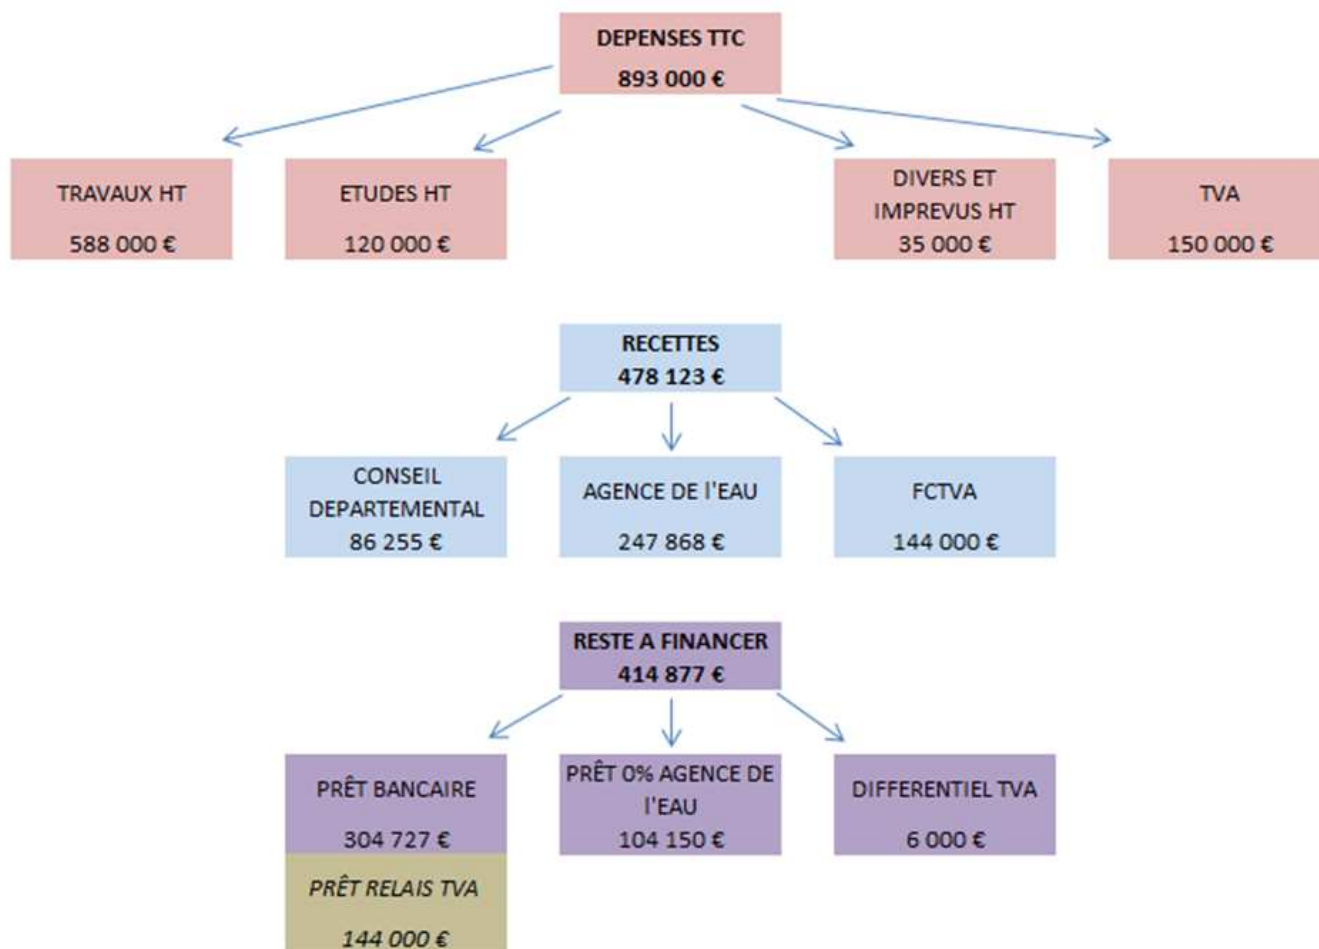 DEPENSES TTC
893 000 €
TRAVAUX HT
588 000 €
ETUDES HT
120 000 €
DIVERS ET
IMPREVUS HT
35 000 €
TVA
150 000 €
RECETTES
478 123 €
CONSEIL
DEPARTEMENTAL
86 255 €
AGENCE DE l'EAU
247 868 €
FCTVA
144 000 €
RESTE A FINANCER
414 877 €
PRÊT BANCAIRE
304 727 €
PRÊT 0% AGENCE DE
l'EAU
104 150 €
DIFFERENTIEL TVA
6 000 €
PRÊT RELAIS TVA
144 000 €